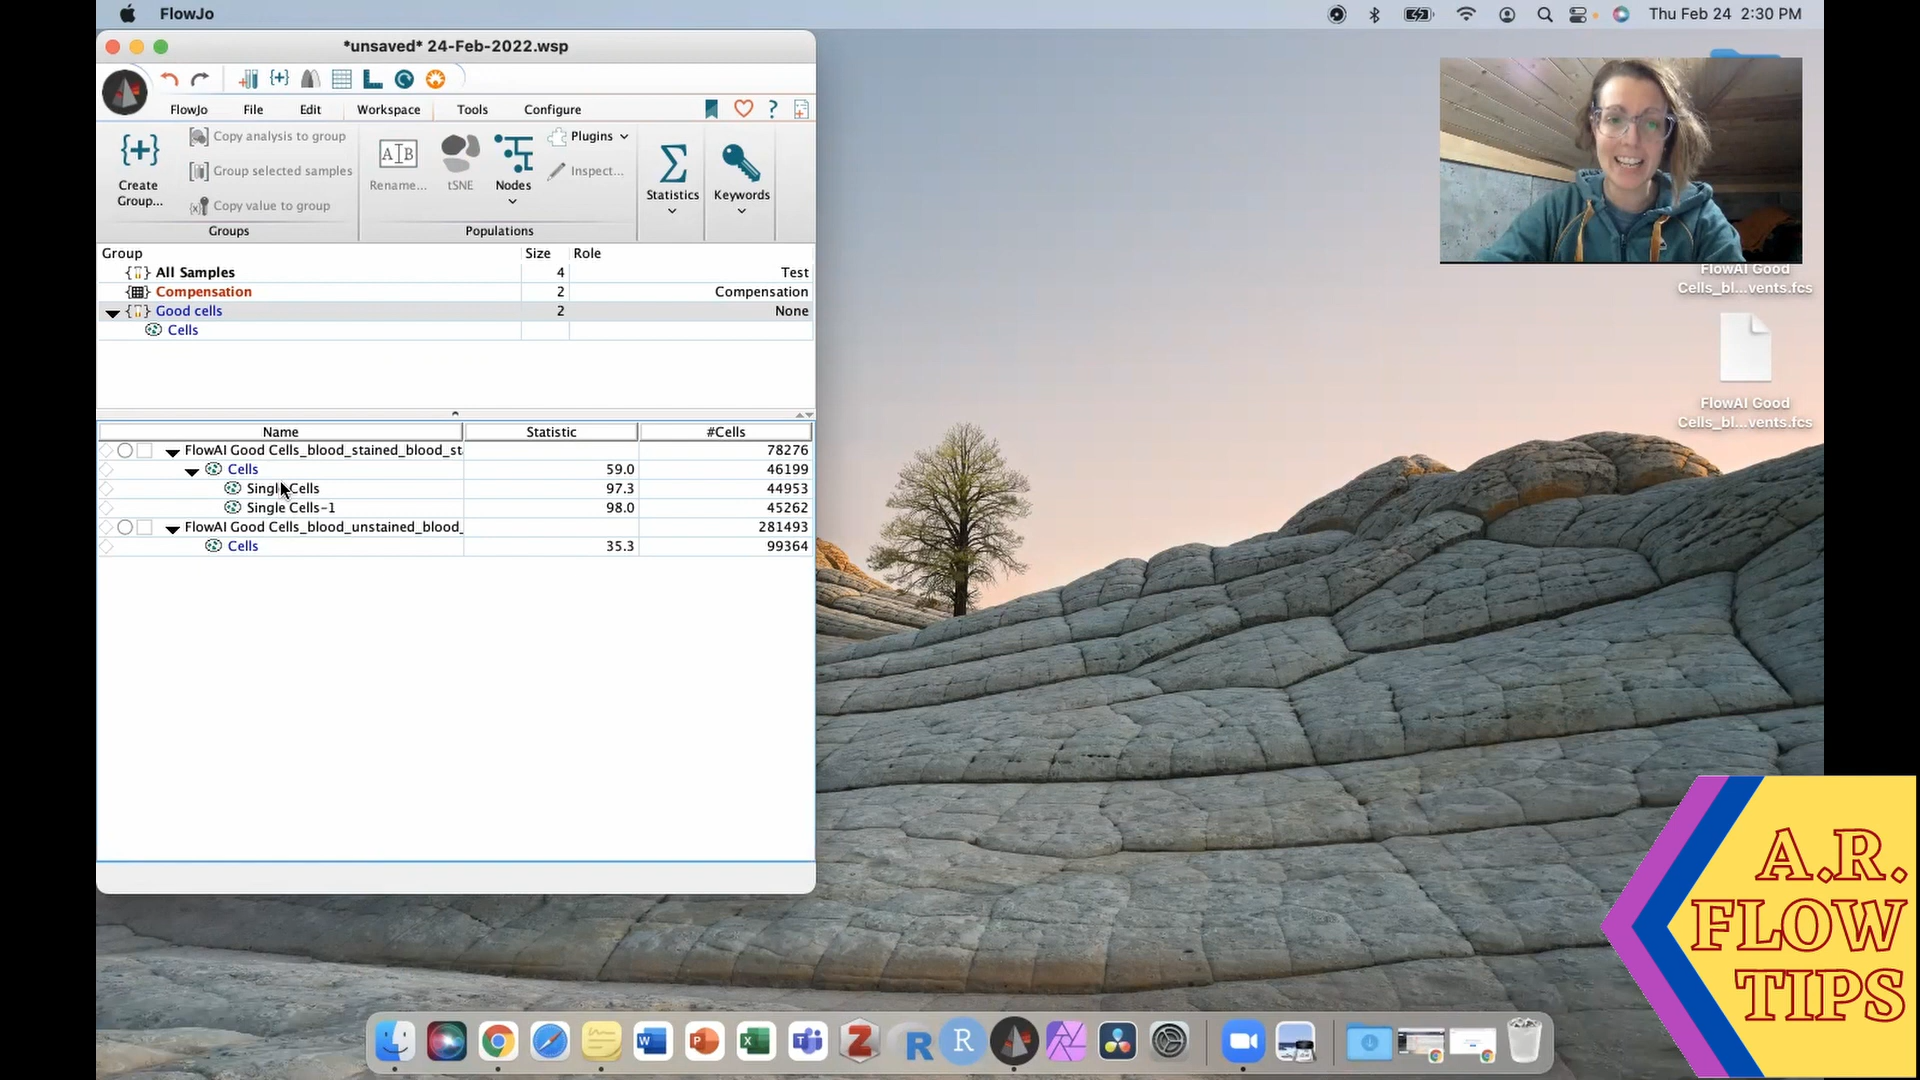 FlowJo
Thu Feb 24 2:30 PM
*unsaved* 24-Feb-2022.wsp
FlowJo File Edit Workspace Tools Configure
Create Group...
Copy analysis to group
Group selected samples
Copy value to group
Groups
A B
Rename...
tSNE
Nodes
Plugins
Inspect...
Populations
Σ
Statistics
Keywords
Group Size Role
All Samples 4 Test
Compensation 2 Compensation
Good cells 2 None
Cells
Name Statistic #Cells
FlowAI Good Cells_blood_stained_blood_st 78276
Cells 59.0 46199
Single Cells 97.3 44953
Single Cells-1 98.0 45262
FlowAI Good Cells_blood_unstained_blood_ 281493
Cells 35.3 99364
FlowAI Good
Cells_bl...vents.fcs
FlowAI Good
Cells_bl...vents.fcs
A.R.
FLOW
TIPS